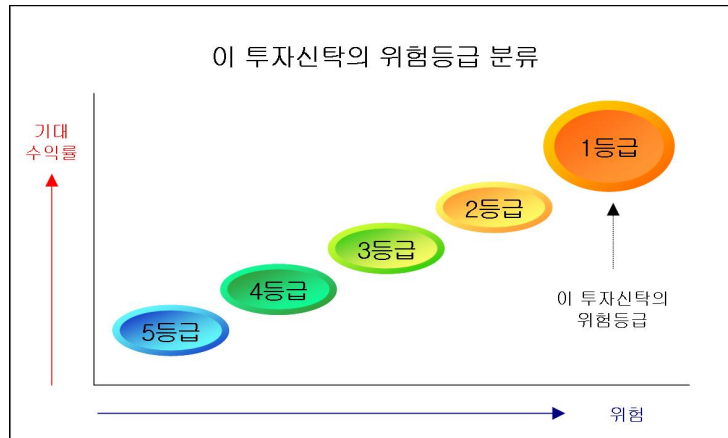 이 투자신탁의 위험등급 분류
기대
수익률
1등급
2등급
3등급
4등급
5등급
이 투자신탁의
위험등급
위험